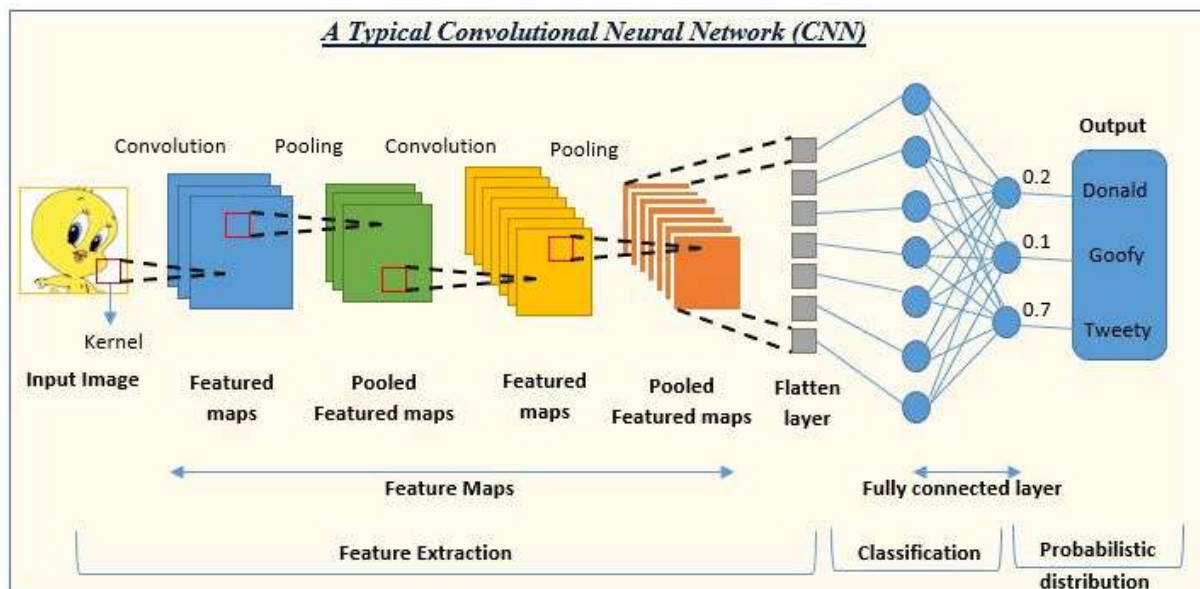 A Typical Convolutional Neural Network (CNN)
Convolution
Pooling
Convolution
Pooling
Output
0.2
Donald
0.1
Goofy
0.7
Tweety
Kernel
Input Image
Featured
maps
Pooled
Featured maps
Featured
maps
Pooled
Featured maps
Flatten
layer
Feature Maps
Fully connected layer
Feature Extraction
Classification
Probabilistic
distribution